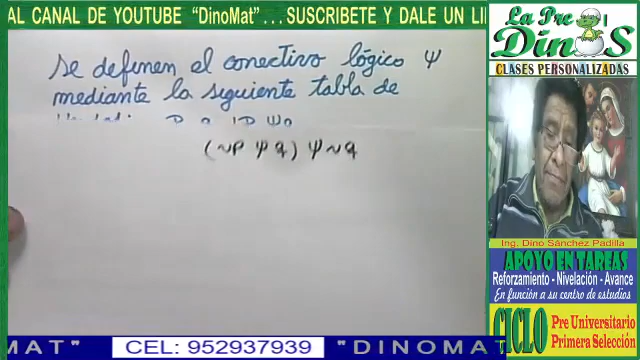 AL CANAL DE YOUTUBE "DinoMat"...SUSCRIBETE Y DALE UN LI
La Pre
DinoS
CLASES PERSONALIZADAS
Se definen el conectivo lógico Ψ
mediante la siguiente tabla de
(~p Ψ q) Ψ ~q
Ing. Dino Sánchez Padilla
APOYO EN TAREAS
Reforzamiento - Nivelación - Avance
En función a su centro de estudios
CICLO Pre Universitario
Primera Selección
MAT" CEL: 952937939 "DINOMAT